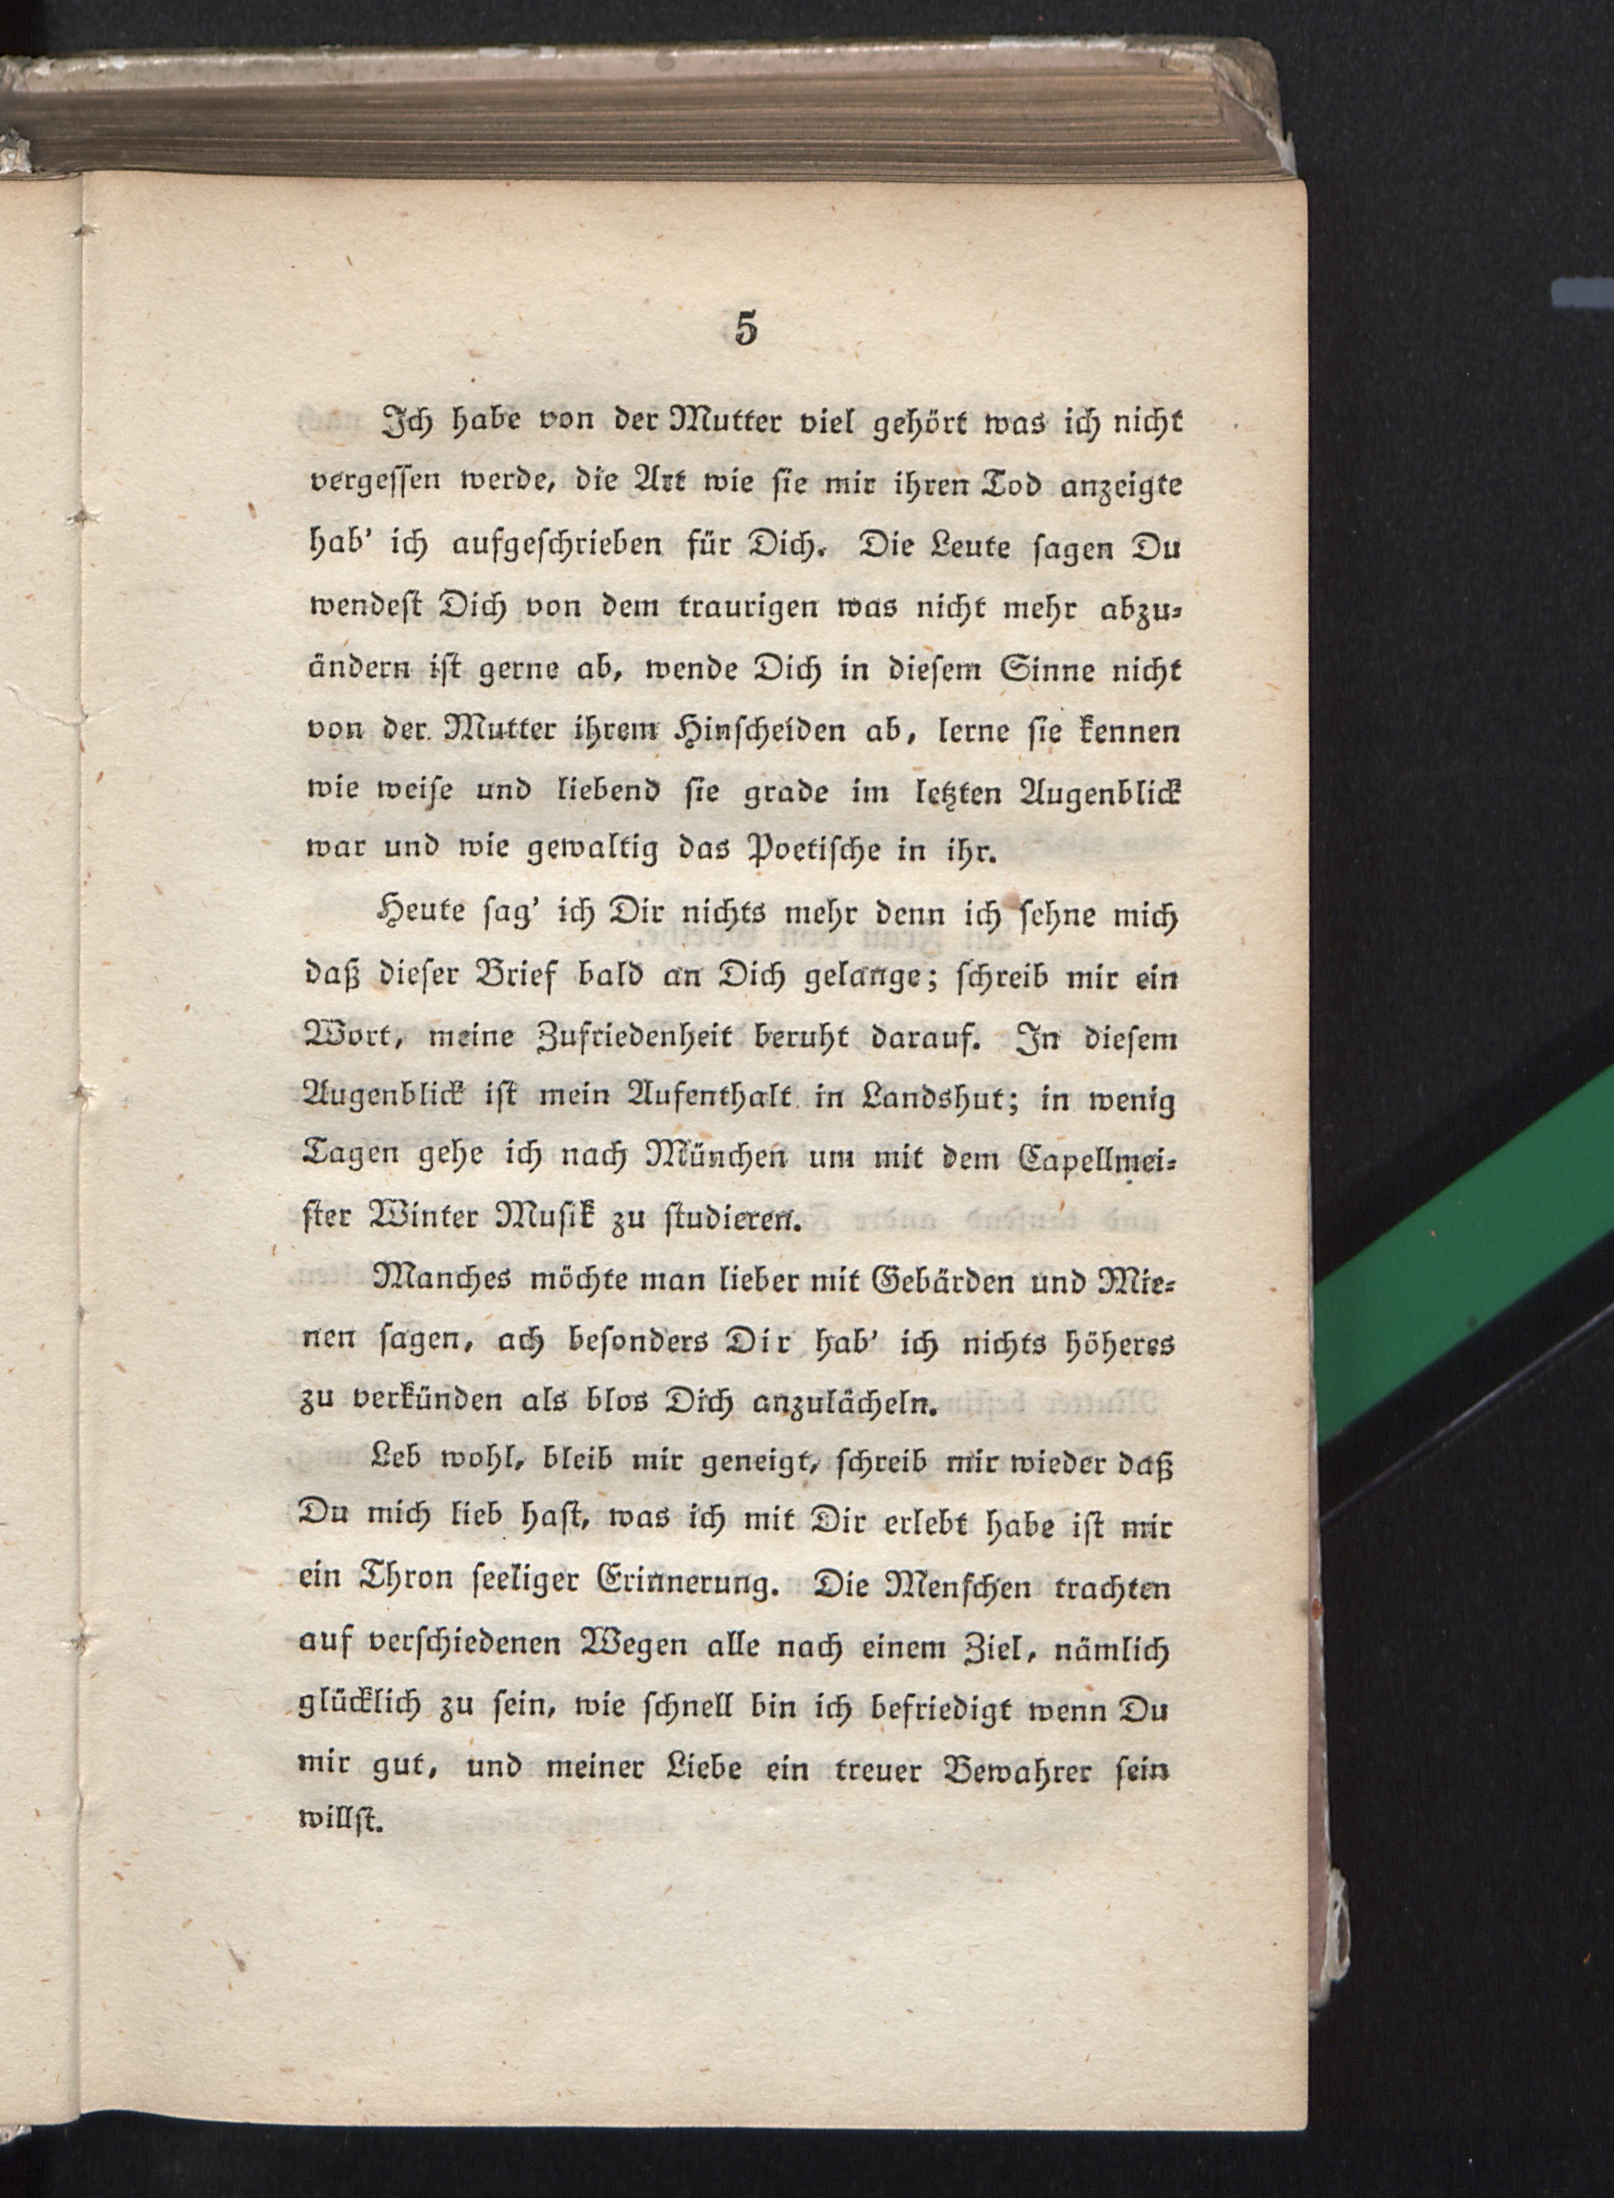 5
Ich habe von der Mutter viel gehört was ich nicht
vergeſſen werde, die Art wie ſie mir ihren Tod anzeigte
hab' ich aufgeſchrieben für Dich. Die Leute ſagen Du
wendeſt Dich von dem traurigen was nicht mehr abzu⸗
ändern iſt gerne ab, wende Dich in dieſem Sinne nicht
von der Mutter ihrem Hinſcheiden ab, lerne ſie kennen
wie weiſe und liebend ſie grade im letzten Augenblick
war und wie gewaltig das Poetiſche in ihr.
Heute ſag' ich Dir nichts mehr denn ich ſehne mich
daß dieſer Brief bald an Dich gelange; ſchreib mir ein
Wort, meine Zufriedenheit beruht darauf. In dieſem
Augenblick iſt mein Aufenthalt in Landshut; in wenig
Tagen gehe ich nach München um mit dem Capellmei⸗
ſter Winter Muſik zu ſtudieren.
Manches möchte man lieber mit Gebärden und Mie⸗
nen ſagen, ach beſonders Dir hab' ich nichts höheres
zu verkünden als blos Dich anzulächeln.
Leb wohl, bleib mir geneigt, ſchreib mir wieder daß
Du mich lieb haſt, was ich mit Dir erlebt habe iſt mir
ein Thron ſeeliger Erinnerung. Die Menſchen trachten
auf verſchiedenen Wegen alle nach einem Ziel, nämlich
glücklich zu ſein, wie ſchnell bin ich befriedigt wenn Du
mir gut, und meiner Liebe ein treuer Bewahrer ſein
willſt.